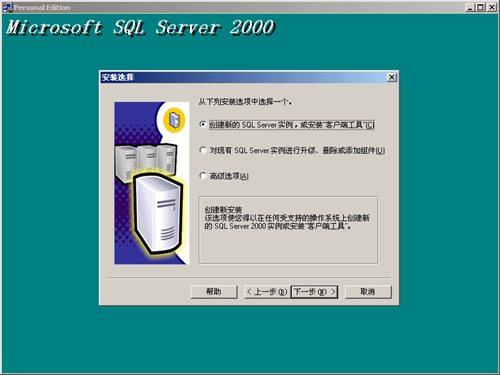 Personal Edition
Microsoft SQL Server 2000
安装选择
从下列安装选项中选择一个。
创建新的 SQL Server 实例，或安装“客户端工具”(C)
对现有 SQL Server 实例进行升级、删除或添加组件(U)
高级选项(A)
创建新安装
该选项使您得以在任何受支持的操作系统上创建新
的 SQL Server 2000 实例或安装“客户端工具”。
帮助
< 上一步(B)
下一步(N) >
取消